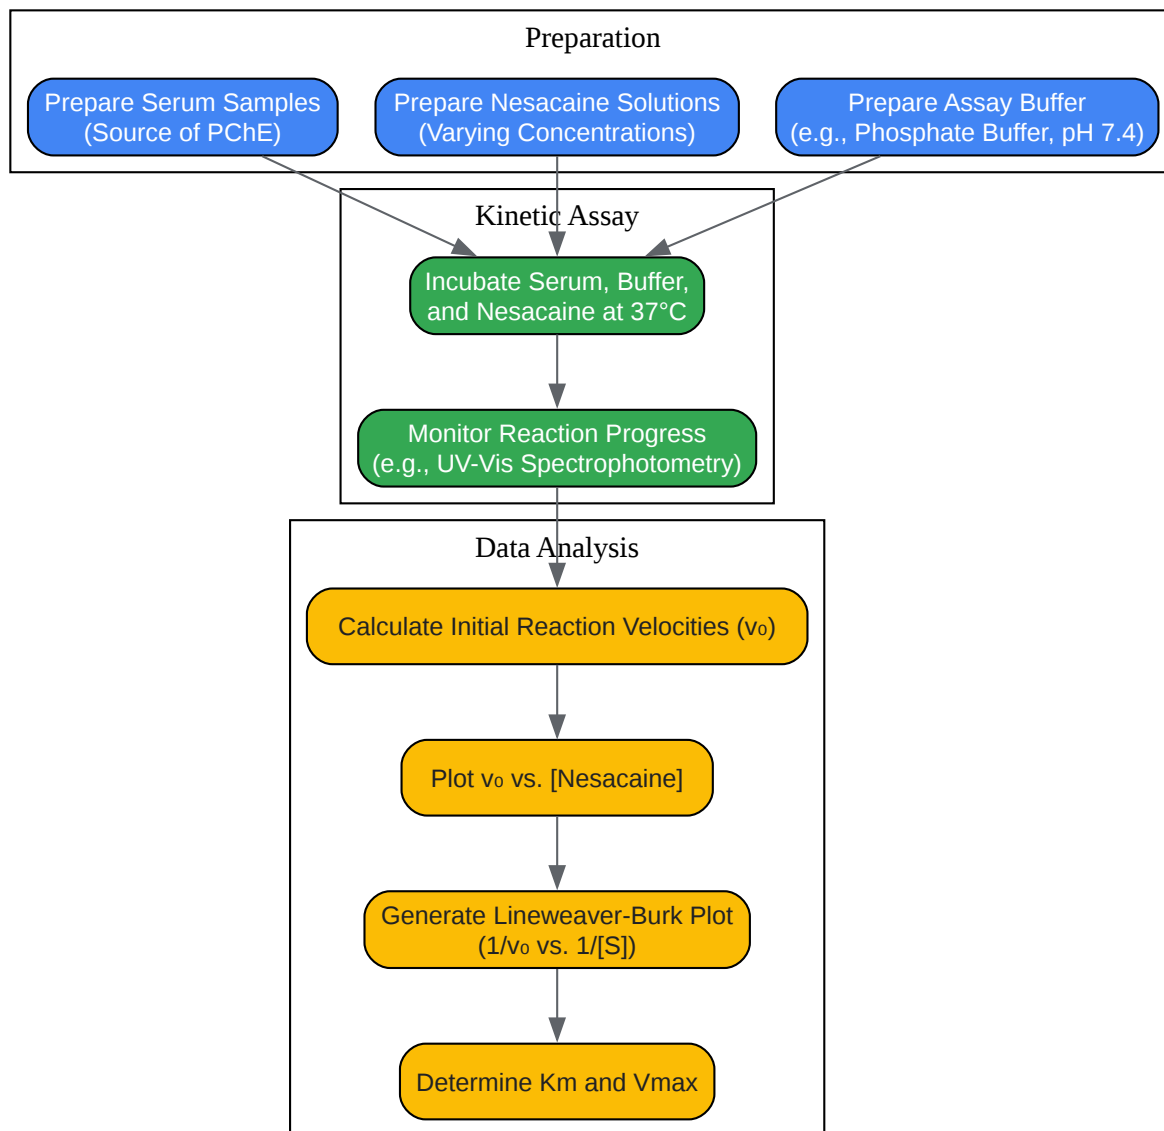 Preparation
Prepare Serum Samples
(Source of PChE)
Prepare Nesacaine Solutions
(Varying Concentrations)
Prepare Assay Buffer
(e.g., Phosphate Buffer, pH 7.4)
Kinetic Assay
Incubate Serum, Buffer,
and Nesacaine at 37°C
Monitor Reaction Progress
(e.g., UV-Vis Spectrophotometry)
Data Analysis
Calculate Initial Reaction Velocities (v₀)
Plot v₀ vs. [Nesacaine]
Generate Lineweaver-Burk Plot
(1/v₀ vs. 1/[S])
Determine Km and Vmax